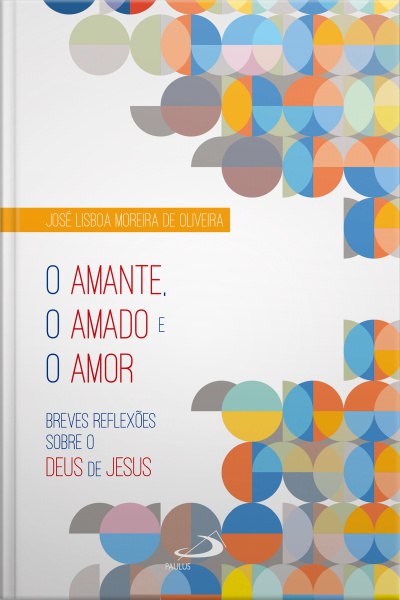 JOSÉ LISBOA MOREIRA DE OLIVEIRA
O AMANTE,
O AMADO E
O AMOR
BREVES REFLEXÕES
SOBRE O
DEUS DE JESUS
PAULUS